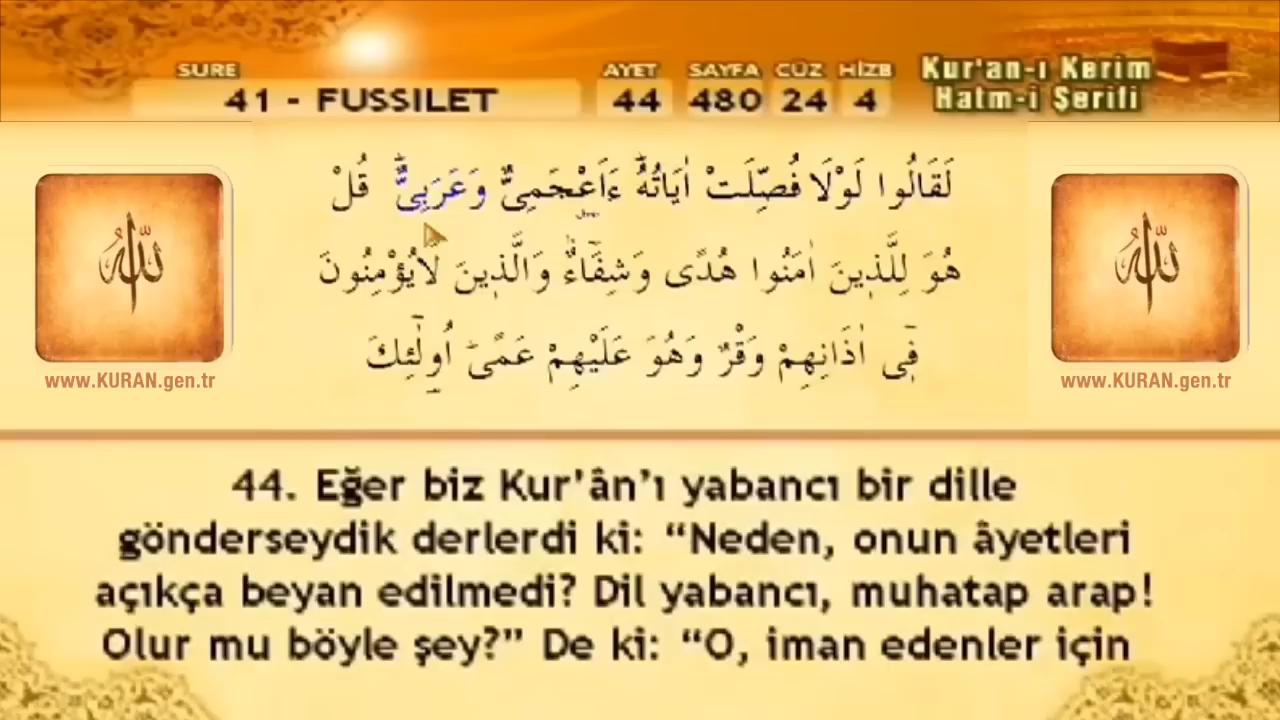 SURE AYET SAYFA CÜZ HİZB Kur'an-ı Kerim
41 - FUSSILET 44 480 24 4 Hatm-i Şerifi
لَقَالُوا لَوْلَا فُصِّلَتْ اٰيَاتُهُ ءَاَعْجَمِىٌّ وَعَرَبِىٌّ قُلْ
هُوَ لِلَّذٖينَ اٰمَنُوا هُدًى وَشِفَٓاءٌ وَالَّذٖينَ لَا يُؤْمِنُونَ
فٖٓى اٰذَانِهِمْ وَقْرٌ وَهُوَ عَلَيْهِمْ عَمًى اُولٰٓئِكَ
الله
www.KURAN.gen.tr
الله
www.KURAN.gen.tr
44. Eğer biz Kur'ân'ı yabancı bir dille
gönderseydik derlerdi ki: “Neden, onun âyetleri
açıkça beyan edilmedi? Dil yabancı, muhatap arap!
Olur mu böyle şey?” De ki: “O, iman edenler için